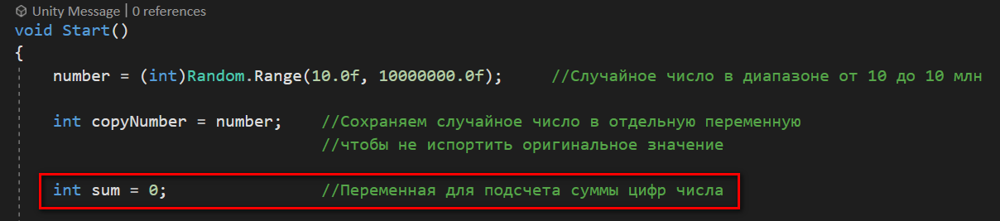 Unity Message | 0 references
void Start()
{
number = (int)Random.Range(10.0f, 10000000.0f); //Случайное число в диапазоне от 10 до 10 млн
int copyNumber = number; //Сохраняем случайное число в отдельную переменную
//чтобы не испортить оригинальное значение
int sum = 0; //Переменная для подсчета суммы цифр числа